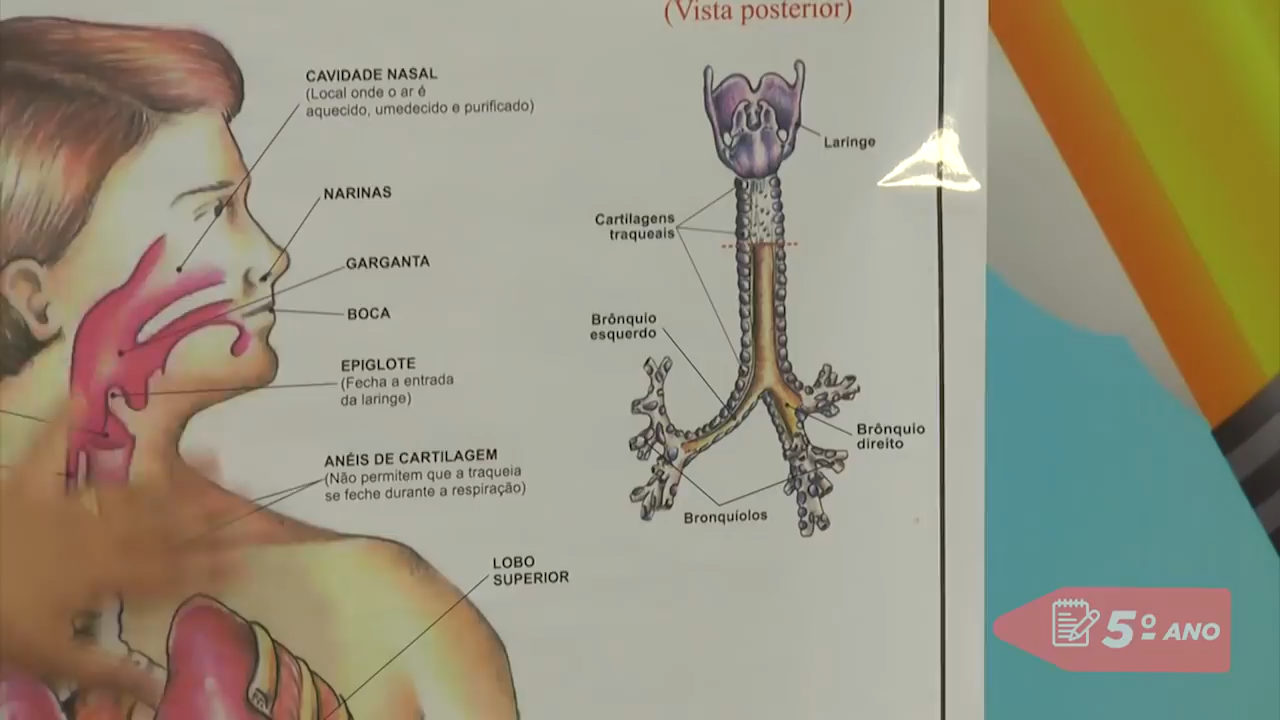 (Vista posterior)
CAVIDADE NASAL
(Local onde o ar é
aquecido, umedecido e purificado)
NARINAS
GARGANTA
BOCA
EPIGLOTE
(Fecha a entrada
da laringe)
ANÉIS DE CARTILAGEM
(Não permitem que a traqueia
se feche durante a respiração)
LOBO
SUPERIOR
Laringe
Cartilagens
traqueais
Brônquio
esquerdo
Brônquio
direito
Bronquíolos
5º ANO